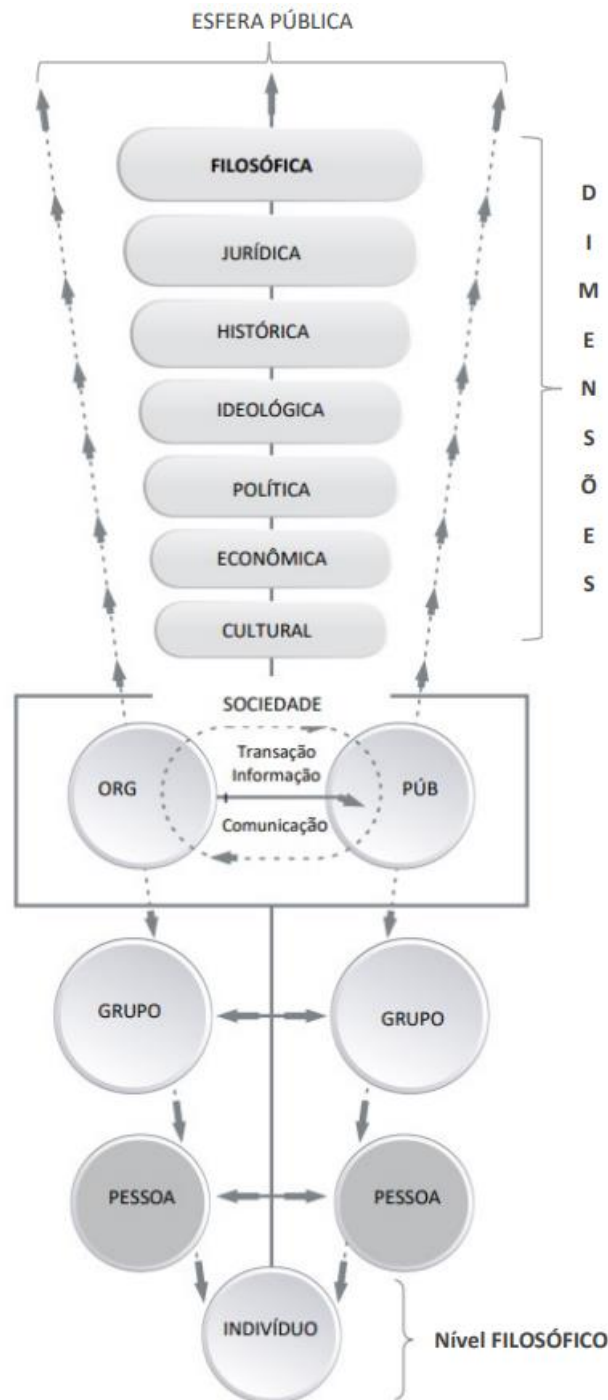 ESFERA PÚBLICA
FILOSÓFICA
JURÍDICA
HISTÓRICA
IDEOLÓGICA
POLÍTICA
ECONÔMICA
CULTURAL
D
I
M
E
N
S
Õ
E
S
SOCIEDADE
ORG
Transação
Informação
Comunicação
PÚB
GRUPO
GRUPO
PESSOA
PESSOA
INDIVÍDUO
Nível FILOSÓFICO